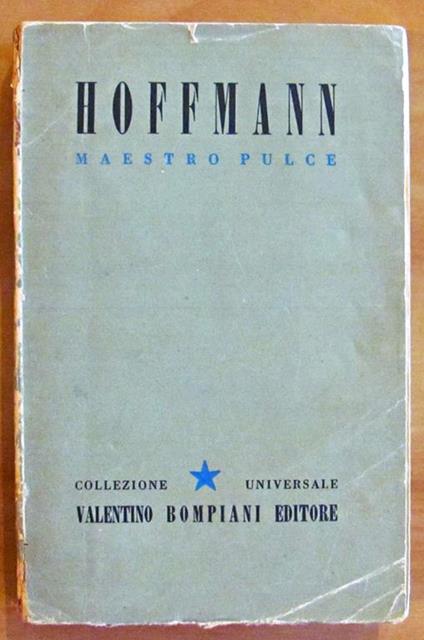 HOFFMANN
MAESTRO PULCE
COLLEZIONE UNIVERSALE
VALENTINO BOMPIANI EDITORE